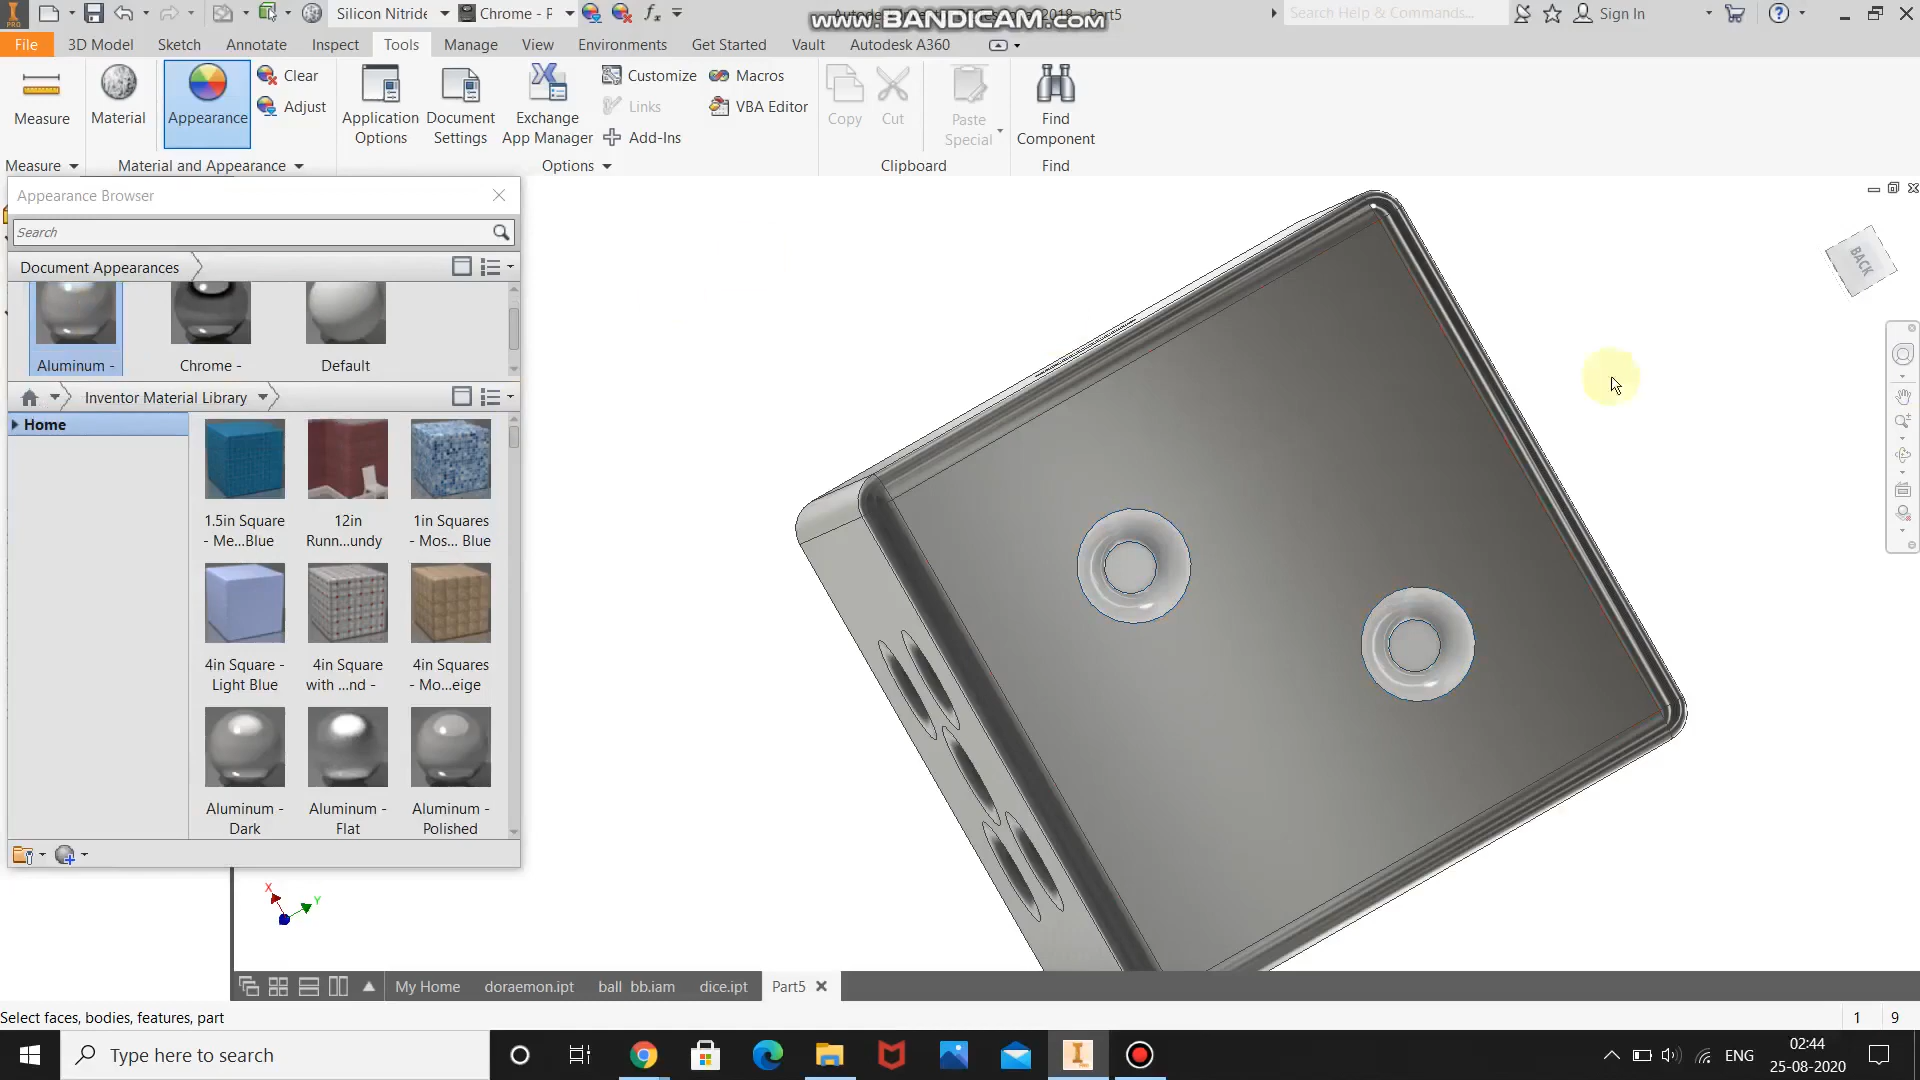 Silicon Nitride
Chrome - P
www.BANDICAM.com
2018
Part5
Search Help & Commands...
Sign In
PRO
File
3D Model
Sketch
Annotate
Inspect
Tools
Manage
View
Environments
Get Started
Vault
Autodesk A360
Measure
Material
Appearance
Clear
Adjust
Application Options
Document Settings
Exchange App Manager
Customize
Links
Add-Ins
Macros
VBA Editor
Copy
Cut
Paste Special
Find Component
Measure
Material and Appearance
Options
Clipboard
Find
Appearance Browser
Search
Document Appearances
Aluminum -
Chrome -
Default
Inventor Material Library
Home
1.5in Square - Me...Blue
12in Runn...undy
1in Squares - Mos... Blue
4in Square - Light Blue
4in Square with ...nd -
4in Squares - Mo...eige
Aluminum - Dark
Aluminum - Flat
Aluminum - Polished
BACK
X
Y
My Home
doraemon.ipt
ball bb.iam
dice.ipt
Part5
Select faces, bodies, features, part
1
9
Type here to search
ENG
02:44
25-08-2020